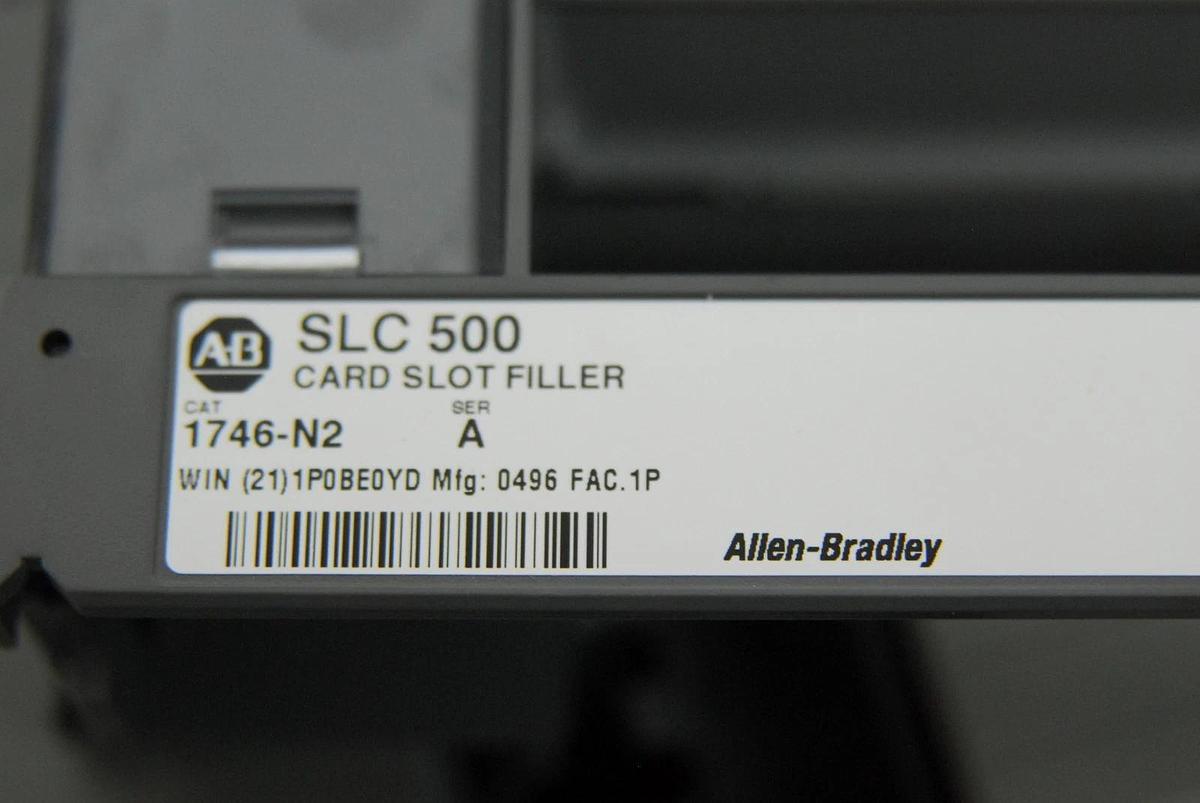 AB SLC 500
CARD SLOT FILLER
CAT SER
1746-N2 A
WIN (21)1P0BE0YD Mfg: 0496 FAC.1P
Allen-Bradley